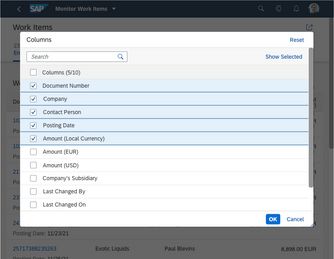 SAP Monitor Work Items
Work Items
Columns Reset
Search Show Selected
Columns (5/10)
Document Number
Company
Contact Person
Posting Date
Amount (Local Currency)
Amount (EUR)
Amount (USD)
Company's Subsidiary
Last Changed By
Last Changed On
OK Cancel
Posting Date: 11/23/21
25717388235263 Exotic Liquids Paul Blevins 8,899.00 EUR